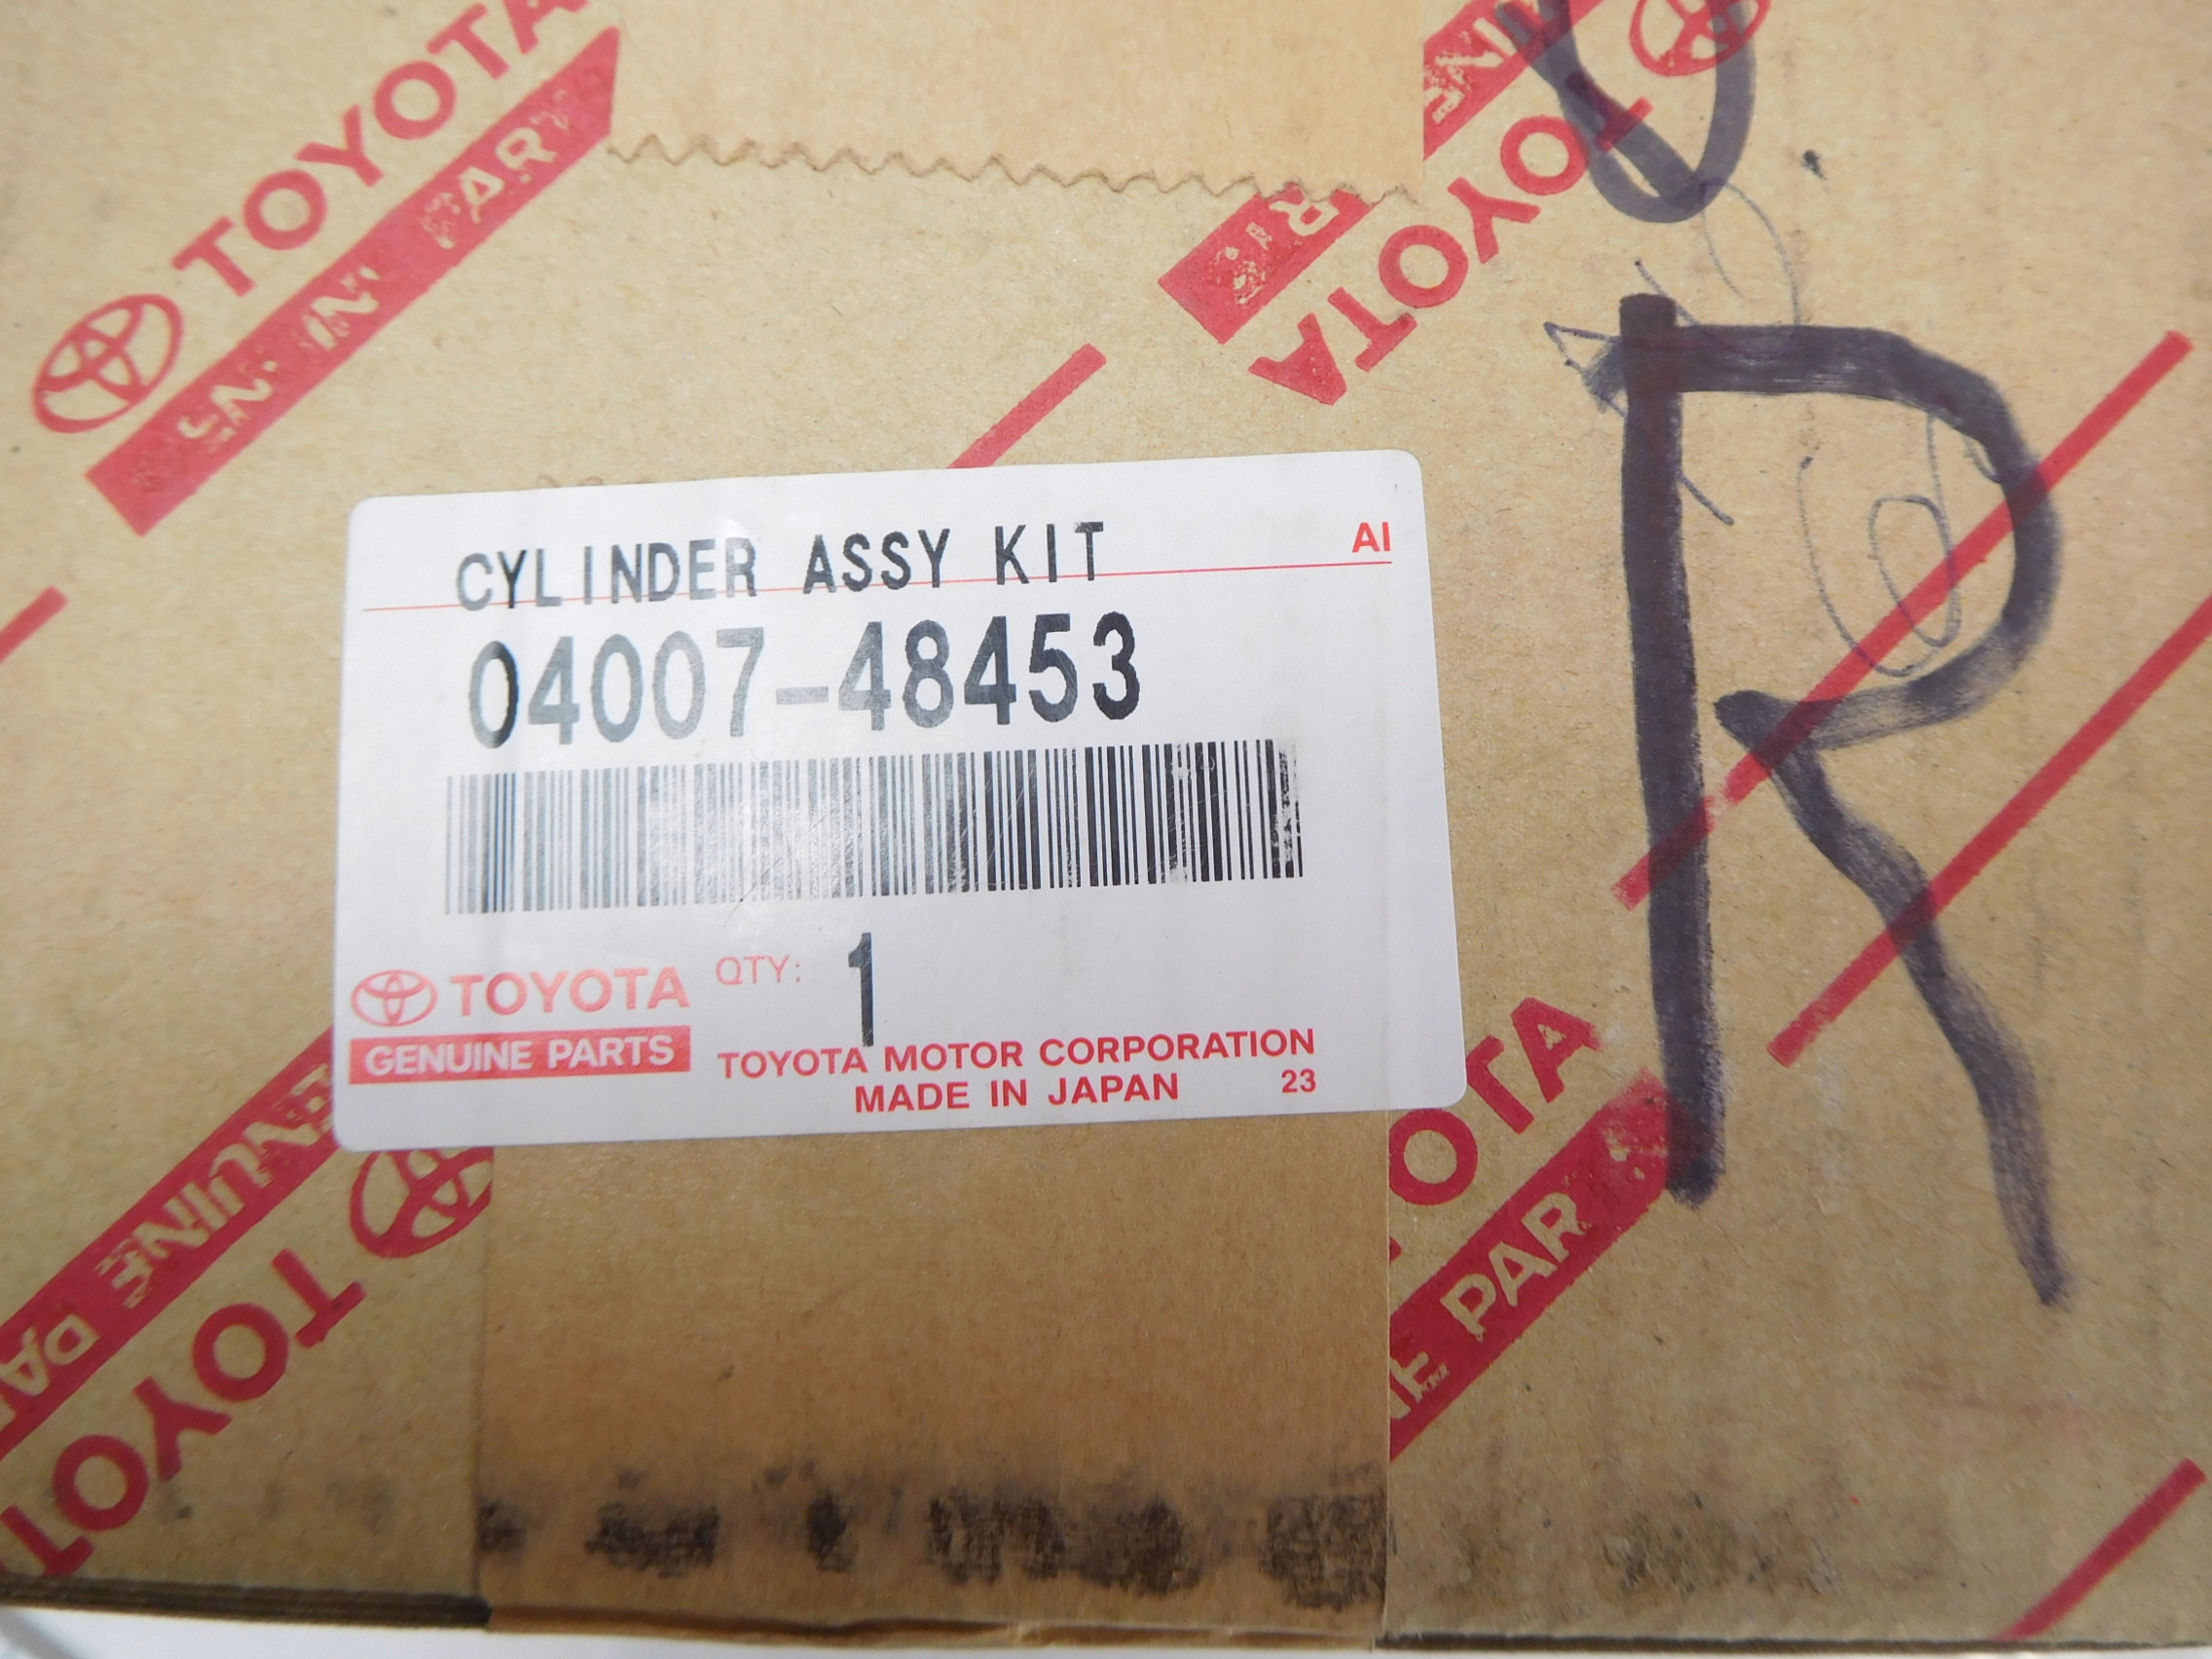 TOYOTA
TOYOTA
R
CYLINDER ASSY KIT
AI
04007-48453
TOYOTA
GENUINE PARTS
QTY: 1
TOYOTA MOTOR CORPORATION
MADE IN JAPAN 23